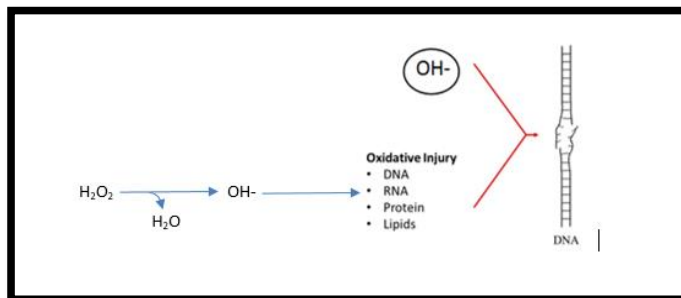 OH-
Oxidative Injury
• DNA
• RNA
• Protein
• Lipids
H₂O₂
OH-
H₂O
DNA